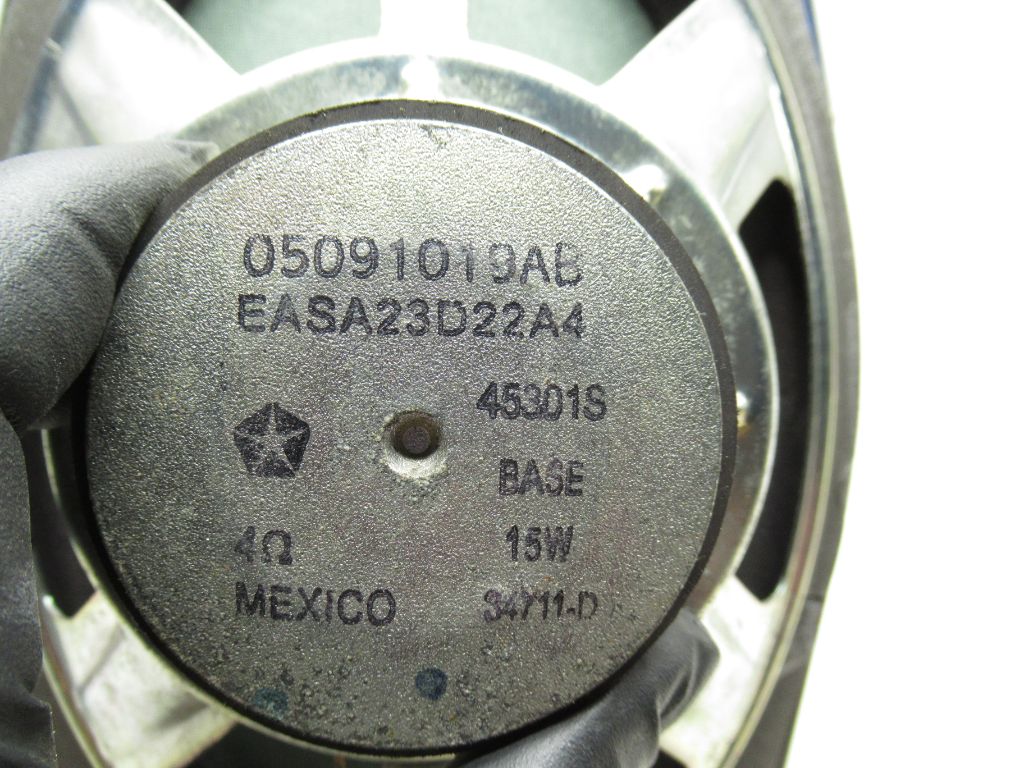 05091019AB
EASA23D22A4
45301S
BASE
4Ω 15W
MEXICO 34711-D